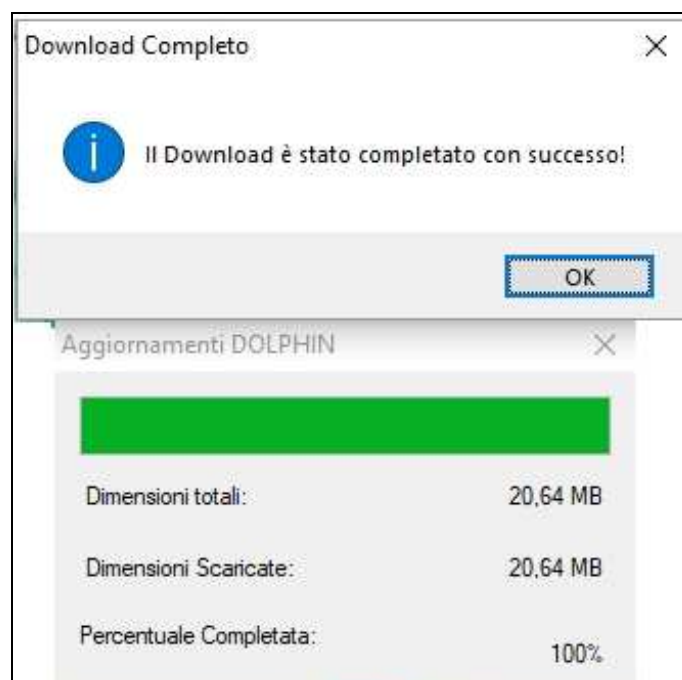 Download Completo
Il Download è stato completato con successo!
OK
Aggiornamenti DOLPHIN
Dimensioni totali: 20,64 MB
Dimensioni Scaricate: 20,64 MB
Percentuale Completata: 100%